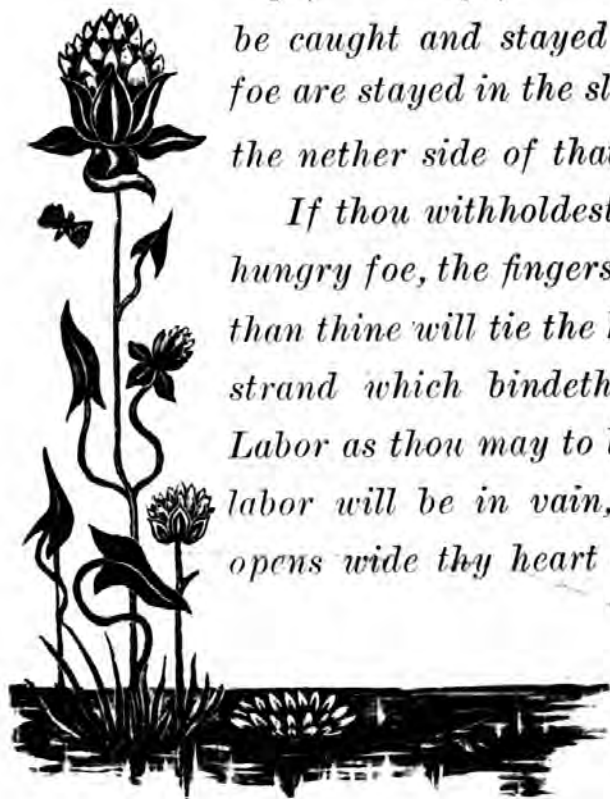 be caught and stayed
foe are stayed in the
the nether side of
If thou withholdest
hungry foe, the fingers
than thine will tie the
strand which bindeth
Labor as thou may to
labor will be in vain,
opens wide thy heart